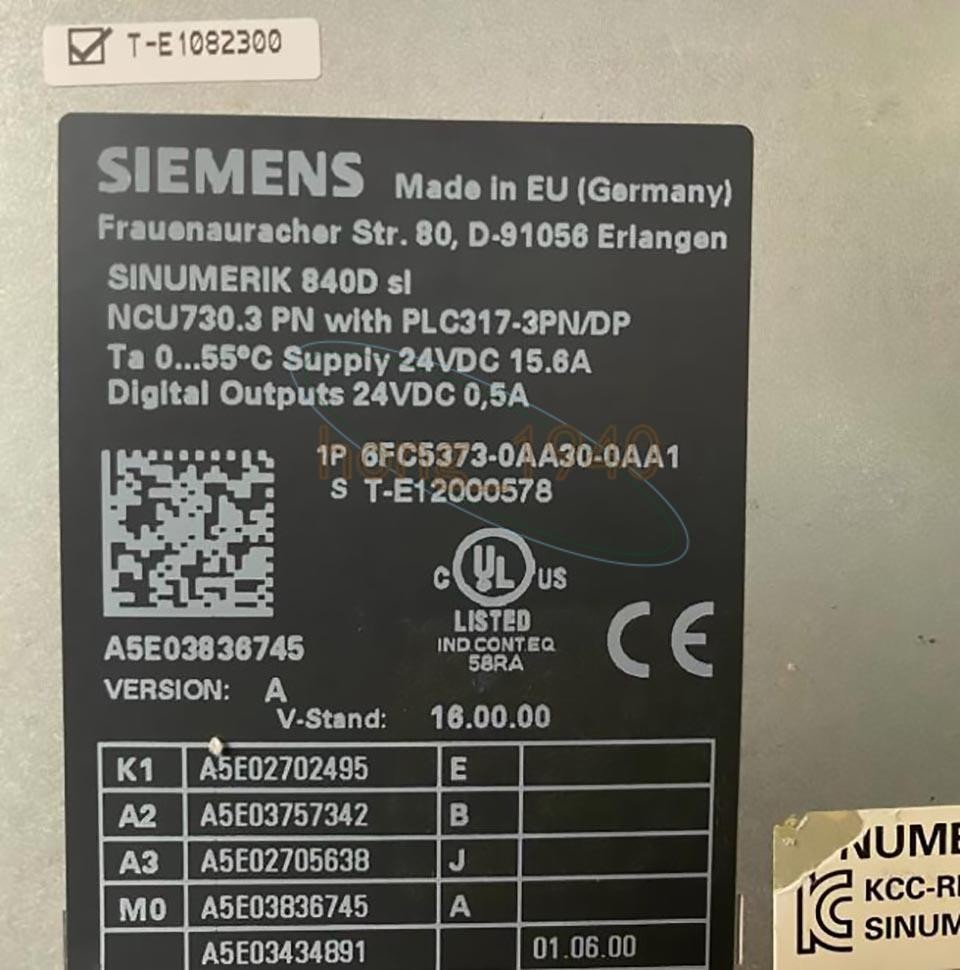 T-E1082300
SIEMENS Made in EU (Germany)
Frauenauracher Str. 80, D-91056 Erlangen
SINUMERIK 840D sl
NCU730.3 PN with PLC317-3PN/DP
Ta 0...55°C Supply 24VDC 15.6A
Digital Outputs 24VDC 0,5A
1P 6FC5373-0AA30-0AA1
hong_1940
S T-E12000578
C UL US
LISTED
IND.CONT.EQ
58RA
CE
A5E03836745
VERSION: A
V-Stand: 16.00.00
K1 A5E02702495 E
A2 A5E03757342 B
A3 A5E02705638 J
M0 A5E03836745 A
A5E03434891 01.06.00
NUME
KCC-R
SINUM